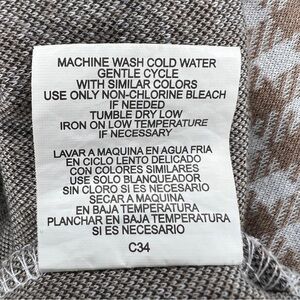 MACHINE WASH COLD WATER
GENTLE CYCLE
WITH SIMILAR COLORS
USE ONLY NON-CHLORINE BLEACH
IF NEEDED
TUMBLE DRY LOW
IRON ON LOW TEMPERATURE
IF NECESSARY
LAVAR A MAQUINA EN AGUA FRIA
EN CICLO LENTO DELICADO
CON COLORES SIMILARES
USE SOLO BLANQUEADOR
SIN CLORO SI ES NECESARIO
SECAR A MAQUINA
EN BAJA TEMPERATURA
PLANCHAR EN BAJA TEMPERATURA
SI ES NECESARIO
C34